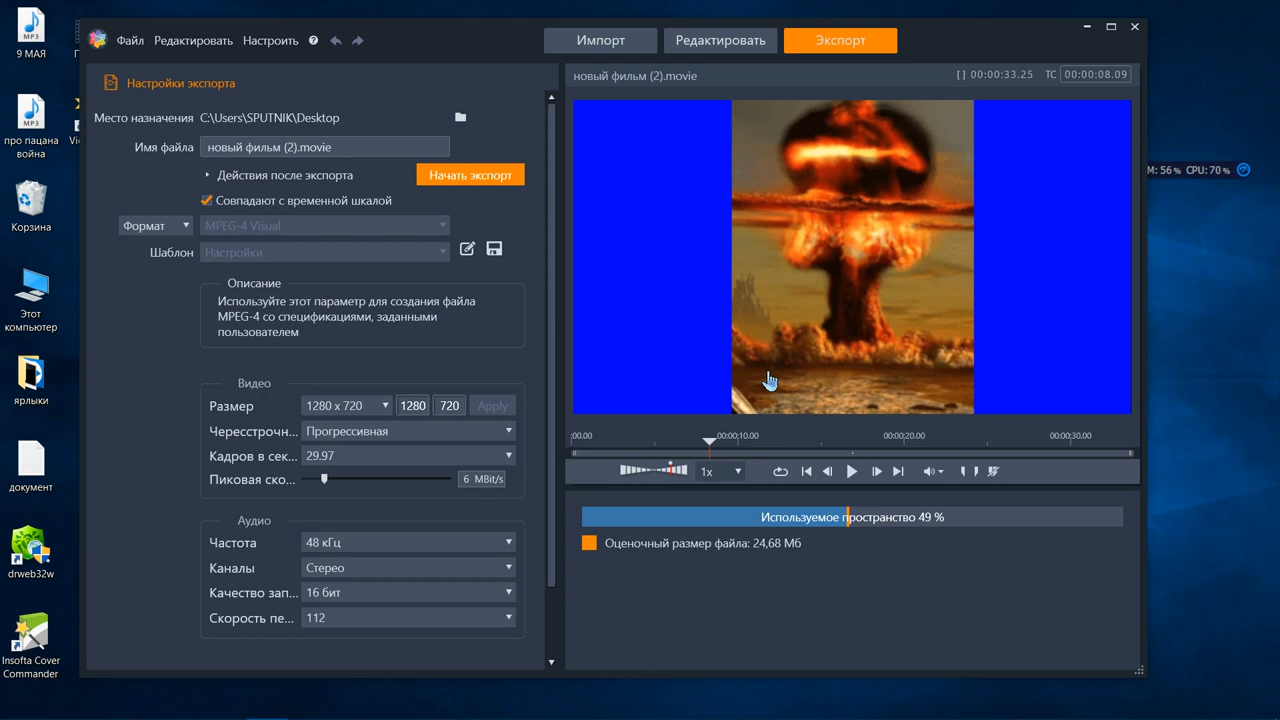 9 МАЯ
про пацана
война
Корзина
Этот
компьютер
ярлыки
документ
drweb32w
Insofta Cover
Commander
Файл Редактировать Настроить ?
Импорт Редактировать Экспорт
Настройки экспорта
Место назначения C:\Users\SPUTNIK\Desktop
Имя файла новый фильм (2).movie
Действия после экспорта Начать экспорт
Совпадают с временной шкалой
Формат MPEG-4 Visual
Шаблон Настройки
Описание
Используйте этот параметр для создания файла
MPEG-4 со спецификациями, заданными
пользователем
Видео
Размер 1280 x 720 1280 720 Apply
Чересстрочн... Прогрессивная
Кадров в сек... 29.97
Пиковая ско... 6 MBit/s
Аудио
Частота 48 кГц
Каналы Стерео
Качество зап... 16 бит
Скорость пе... 112
новый фильм (2).movie [ ] 00:00:33.25 TC 00:00:08.09
:00.00 00:00:10.00 00:00:20.00 00:00:30.00
1x
Используемое пространство 49 %
Оценочный размер файла: 24,68 Мб
M: 56% CPU: 70%